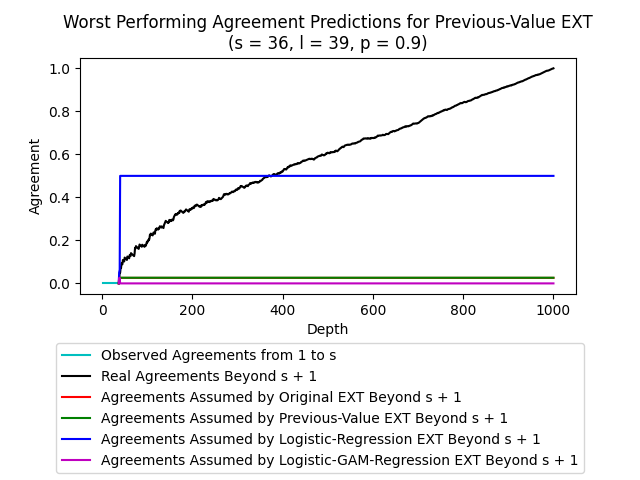 Worst Performing Agreement Predictions for Previous-Value EXT
(s = 36, l = 39, p = 0.9)
1.0
0.8
0.6
0.4
0.2
0.0
Agreement
0
200
400
600
800
1000
Depth
Observed Agreements from 1 to s
Real Agreements Beyond s + 1
Agreements Assumed by Original EXT Beyond s + 1
Agreements Assumed by Previous-Value EXT Beyond s + 1
Agreements Assumed by Logistic-Regression EXT Beyond s + 1
Agreements Assumed by Logistic-GAM-Regression EXT Beyond s + 1